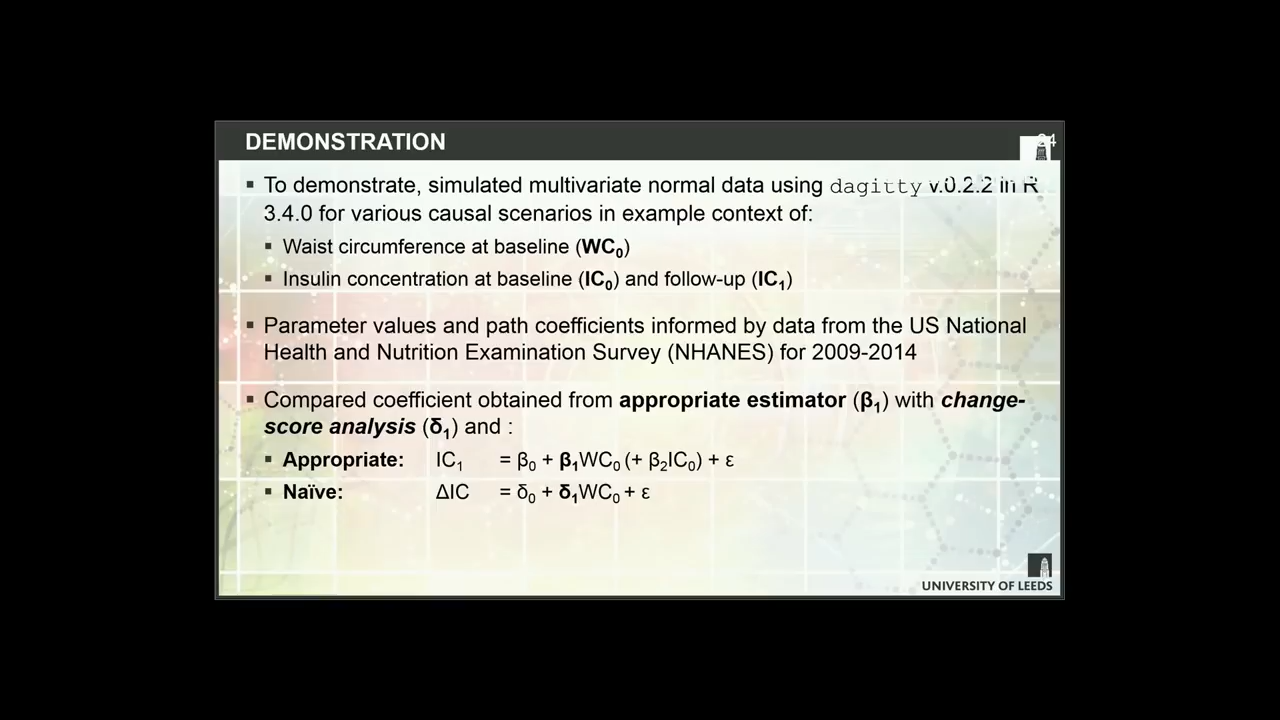 DEMONSTRATION
24
▪ To demonstrate, simulated multivariate normal data using dagitty v.0.2.2 in R
3.4.0 for various causal scenarios in example context of:
▪ Waist circumference at baseline (WC₀)
▪ Insulin concentration at baseline (IC₀) and follow-up (IC₁)
▪ Parameter values and path coefficients informed by data from the US National
Health and Nutrition Examination Survey (NHANES) for 2009-2014
▪ Compared coefficient obtained from appropriate estimator (β₁) with change-
score analysis (δ₁) and :
▪ Appropriate: IC₁ = β₀ + β₁WC₀ (+ β₂IC₀) + ε
▪ Naïve: ΔIC = δ₀ + δ₁WC₀ + ε
UNIVERSITY OF LEEDS